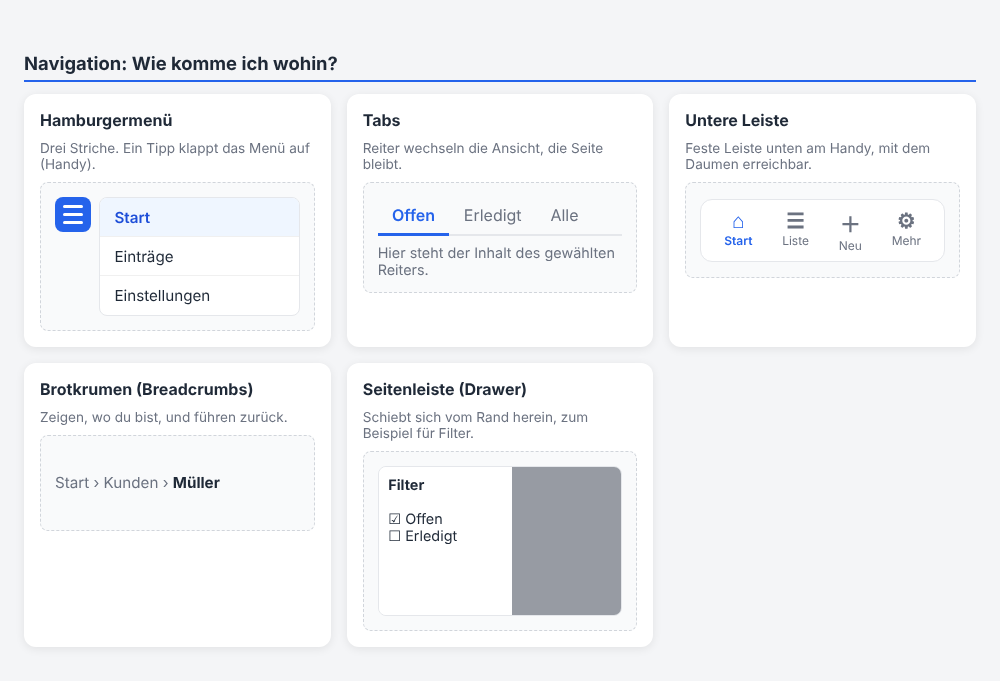 Navigation: Wie komme ich wohin?
Hamburgermenü
Drei Striche. Ein Tipp klappt das Menü auf
(Handy).
Start
Einträge
Einstellungen
Tabs
Reiter wechseln die Ansicht, die Seite
bleibt.
Offen Erledigt Alle
Hier steht der Inhalt des gewählten
Reiters.
Untere Leiste
Feste Leiste unten am Handy, mit dem
Daumen erreichbar.
Start Liste Neu Mehr
Brotkrumen (Breadcrumbs)
Zeigen, wo du bist, und führen zurück.
Start › Kunden › Müller
Seitenleiste (Drawer)
Schiebt sich vom Rand herein, zum
Beispiel für Filter.
Filter
☑ Offen
☐ Erledigt